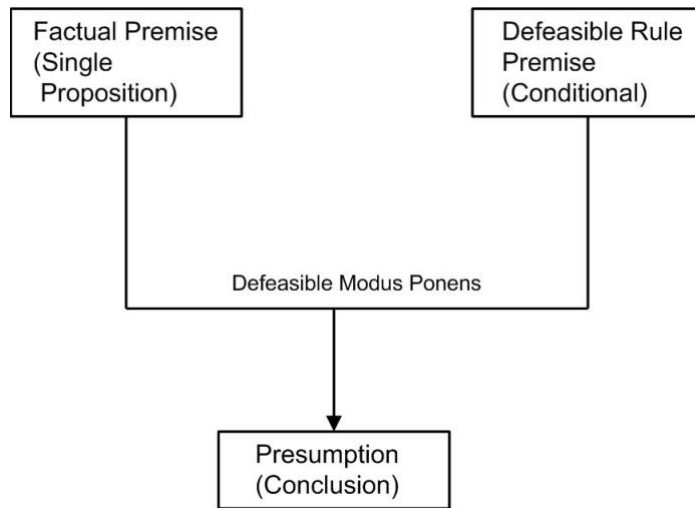 Factual Premise
(Single
Proposition)
Defeasible Rule
Premise
(Conditional)
Defeasible Modus Ponens
Presumption
(Conclusion)